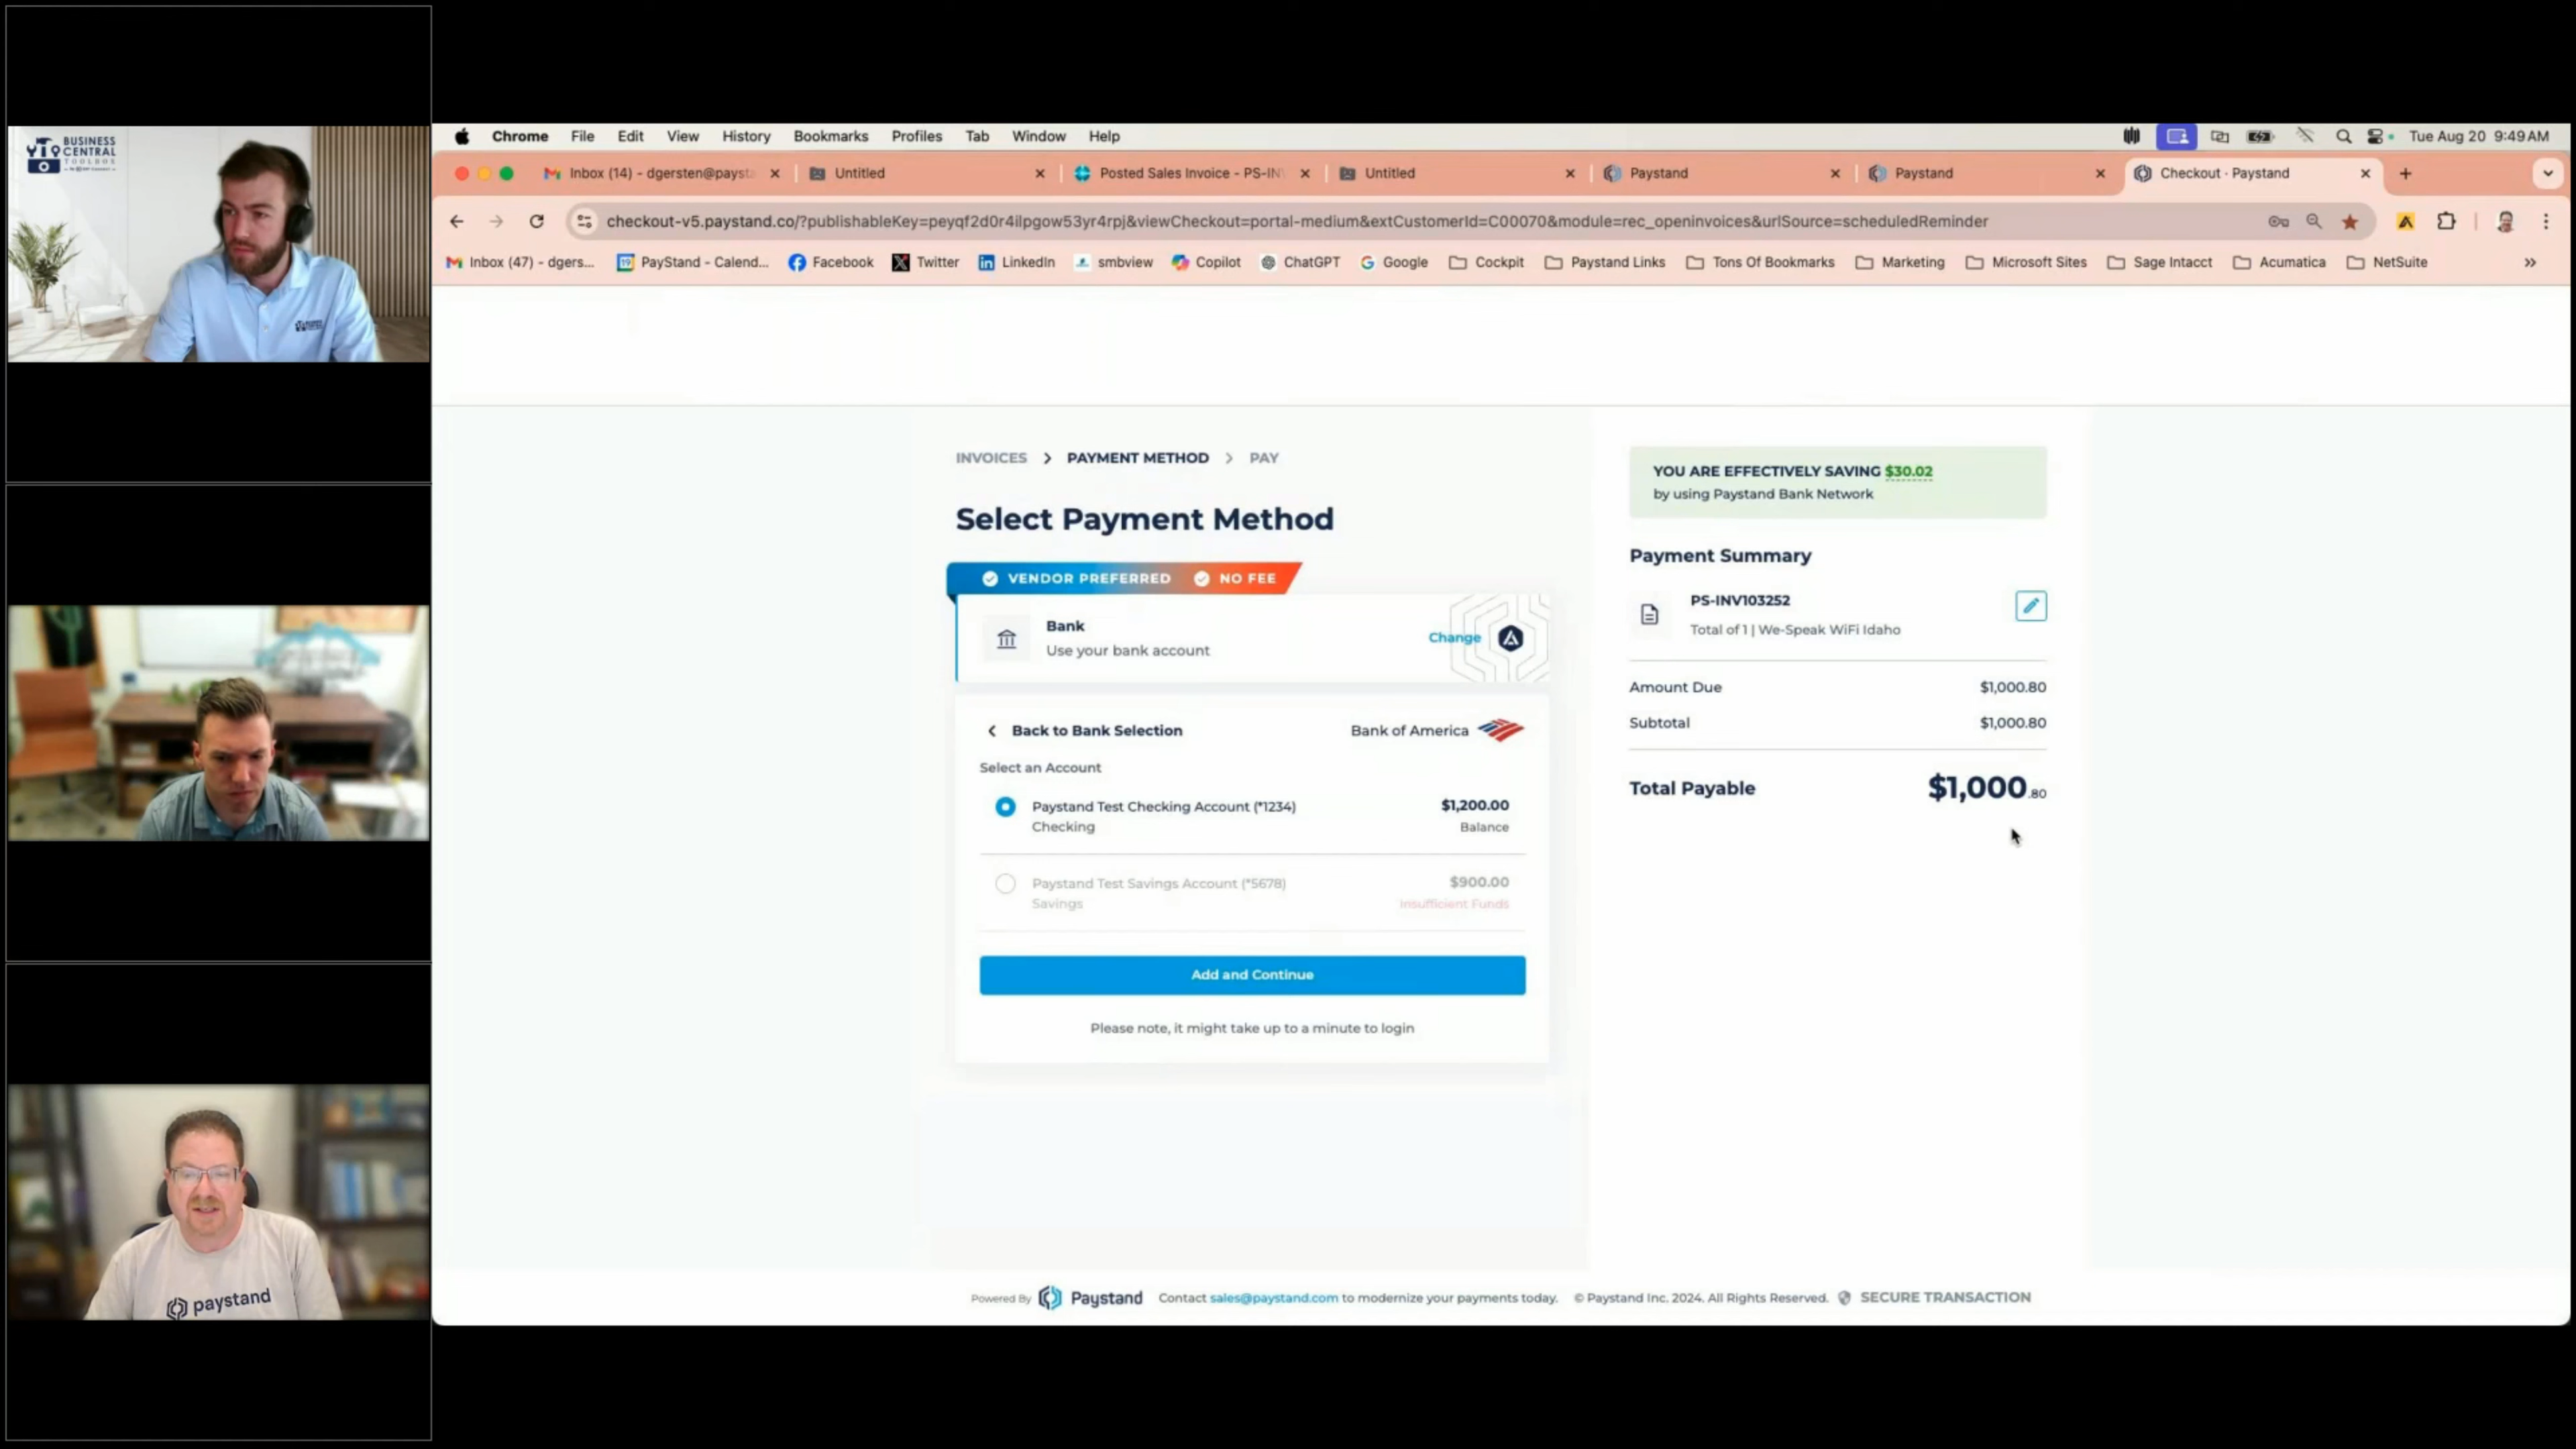 BUSINESS
CENTRAL
TOOLBOX
paystand
Chrome File Edit View History Bookmarks Profiles Tab Window Help
Tue Aug 20 9:49 AM
Inbox (14) - dgersten@paysta
Untitled
Posted Sales Invoice - PS-IN
Untitled
Paystand
Paystand
Checkout · Paystand
checkout-v5.paystand.co/?publishableKey=peyqf2d0r4ilpgow53yr4rpj&viewCheckout=portal-medium&extCustomerId=C00070&module=rec_openinvoices&urlSource=scheduledReminder
Inbox (47) - dgers... PayStand - Calend... Facebook Twitter LinkedIn smbview Copilot ChatGPT Google Cockpit Paystand Links Tons Of Bookmarks Marketing Microsoft Sites Sage Intacct Acumatica NetSuite
INVOICES > PAYMENT METHOD > PAY
Select Payment Method
VENDOR PREFERRED NO FEE
Bank
Use your bank account
Change
Back to Bank Selection
Bank of America
Select an Account
Paystand Test Checking Account (*1234) $1,200.00
Checking Balance
Paystand Test Savings Account (*5678) $900.00
Savings Insufficient Funds
Add and Continue
Please note, it might take up to a minute to login
YOU ARE EFFECTIVELY SAVING $30.02
by using Paystand Bank Network
Payment Summary
PS-INV103252
Total of 1 | We-Speak WiFi Idaho
Amount Due $1,000.80
Subtotal $1,000.80
Total Payable $1,000.80
Powered By Paystand Contact sales@paystand.com to modernize your payments today. © Paystand Inc. 2024. All Rights Reserved. SECURE TRANSACTION